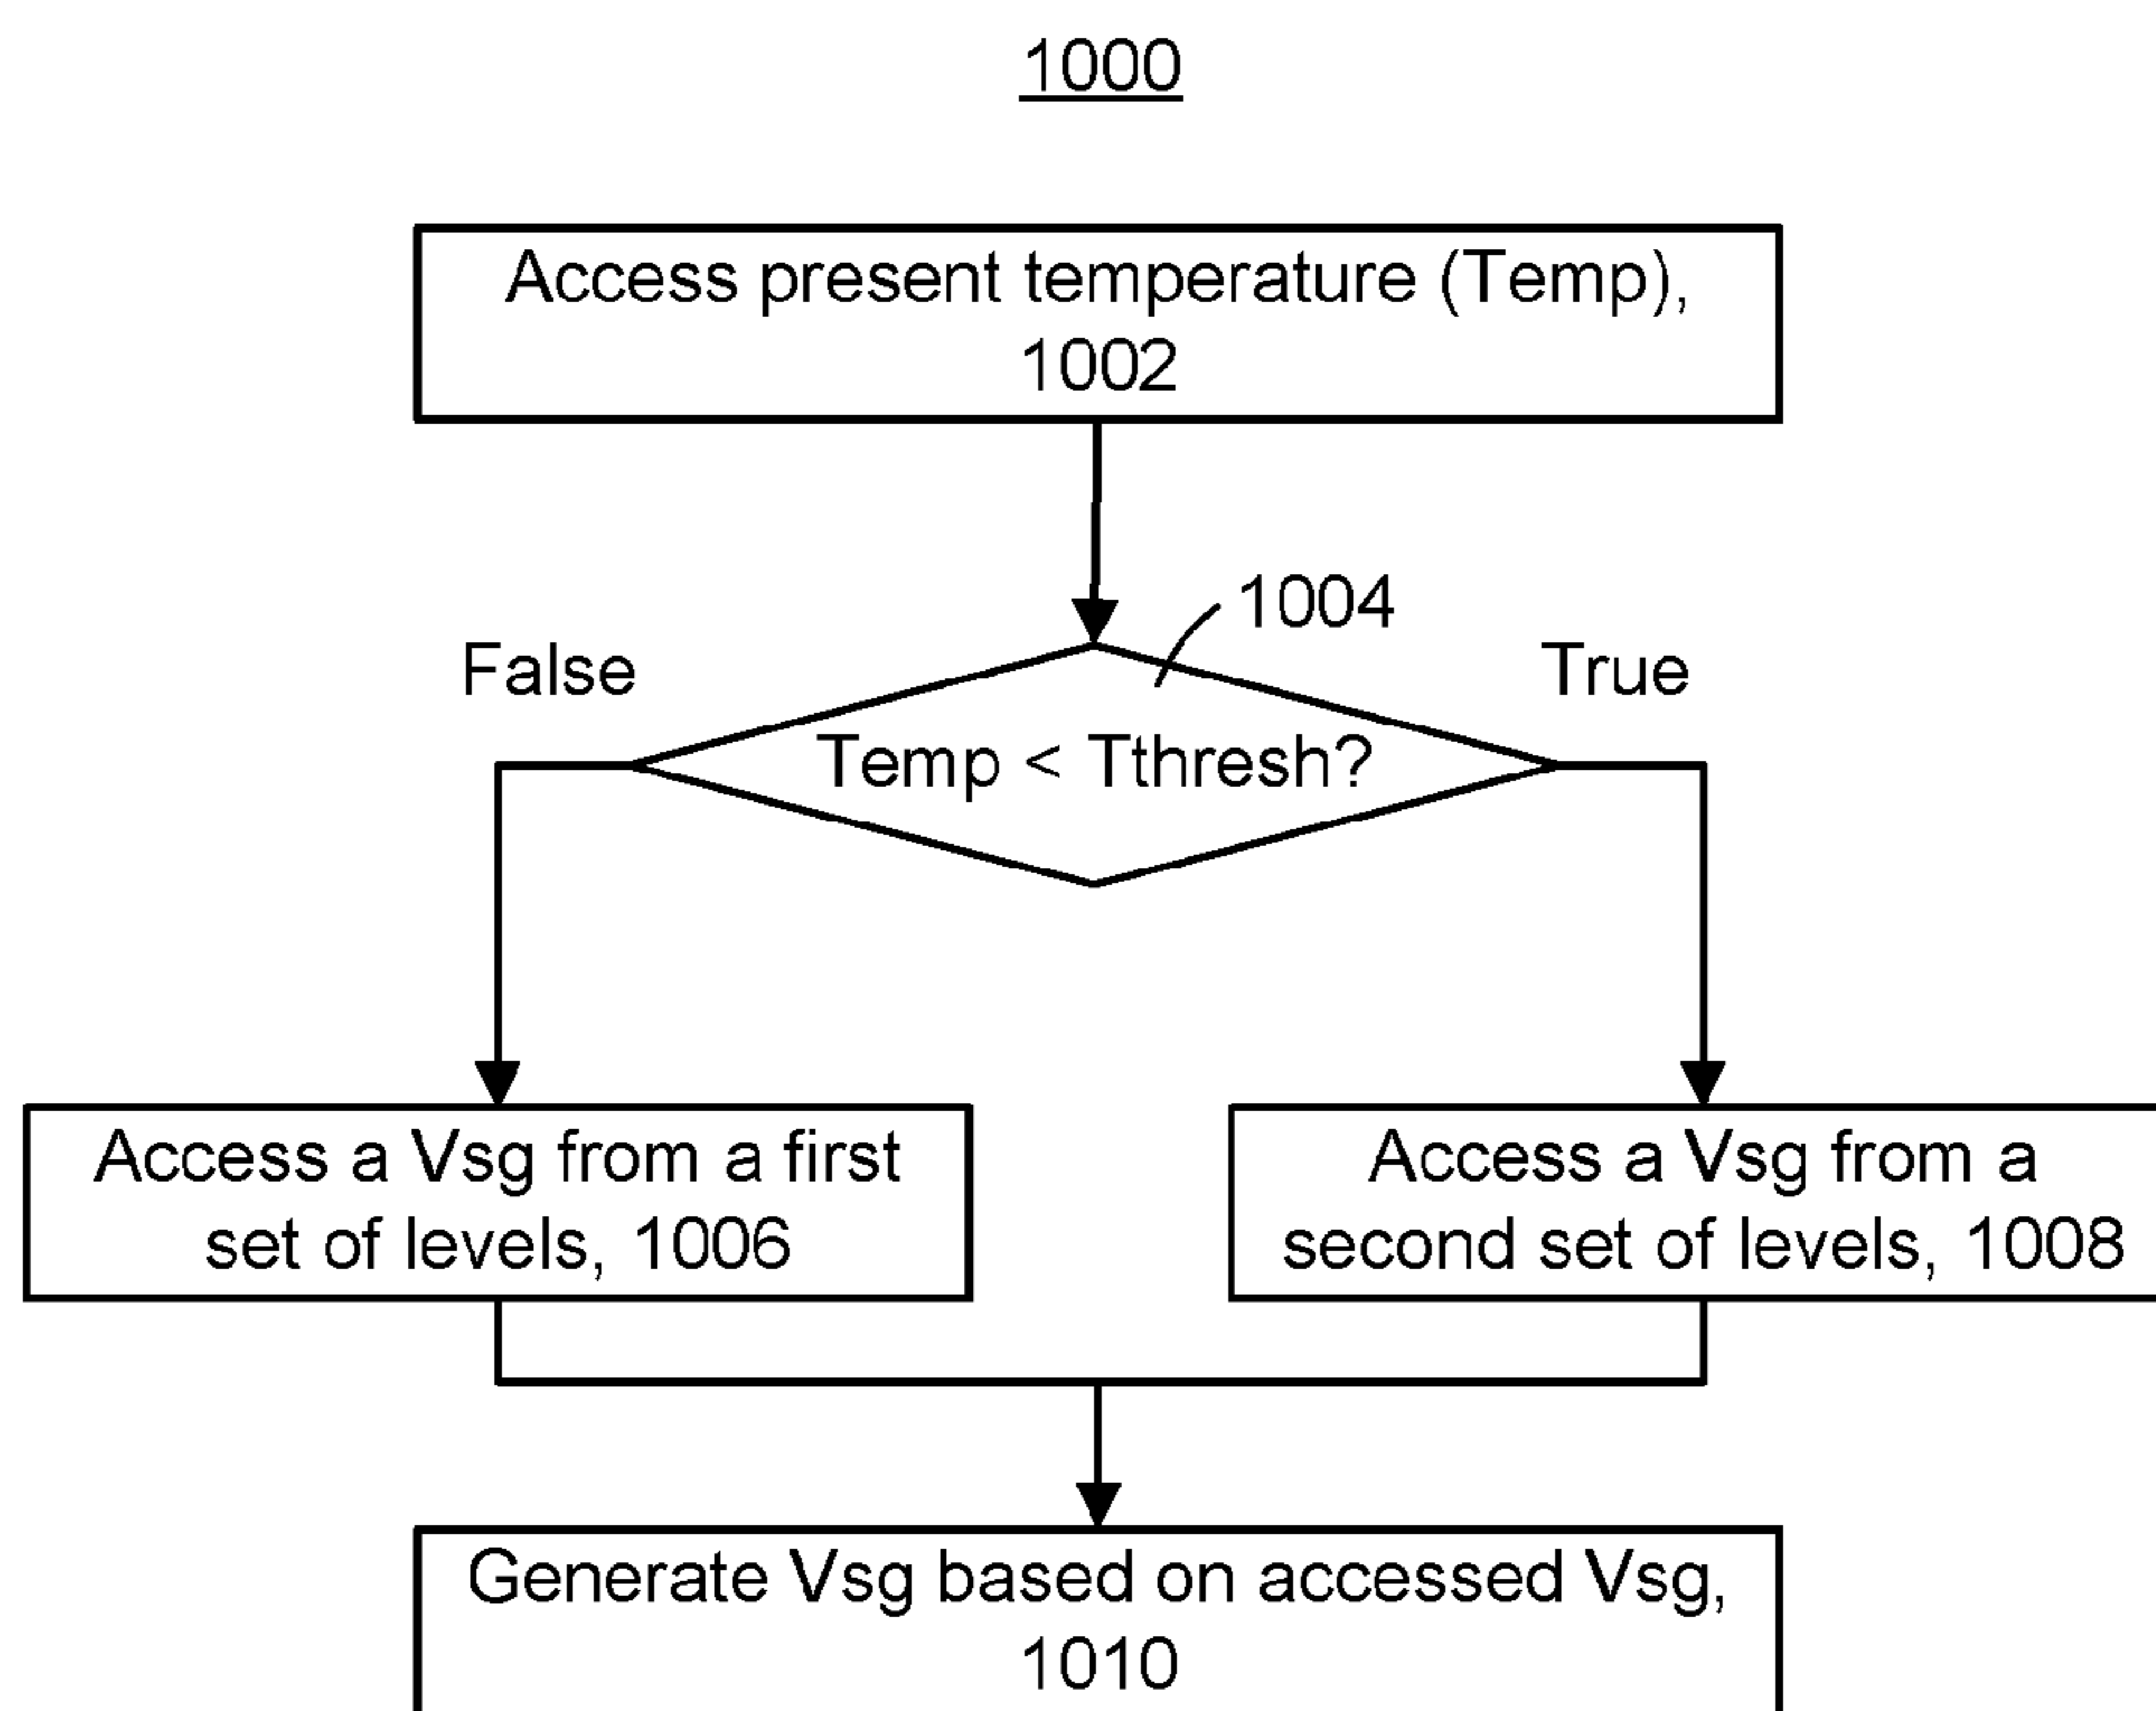 1000
Access present temperature (Temp),
1002
1004
False
True
Temp < Tthresh?
Access a Vsg from a first
set of levels, 1006
Access a Vsg from a
second set of levels, 1008
Generate Vsg based on accessed Vsg,
1010